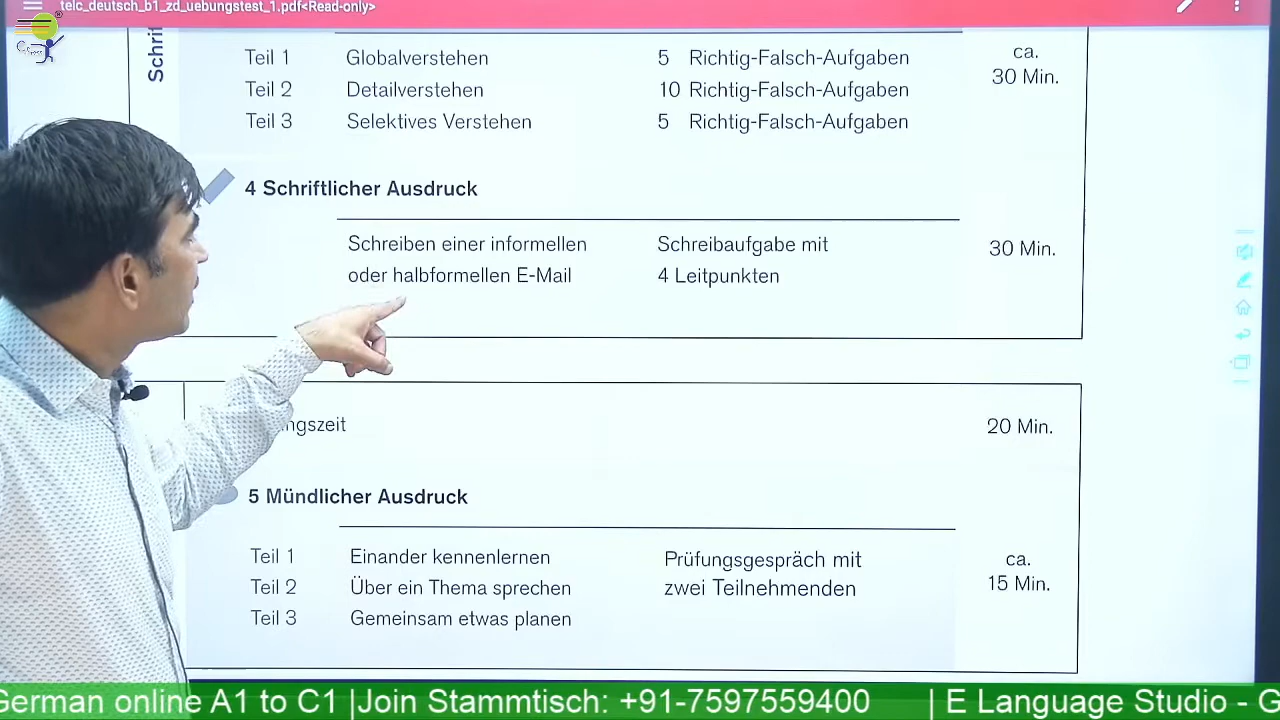 telc_deutsch_b1_zd_uebungstest_1.pdf<Read-only>
Schrif
Teil 1 Globalverstehen 5 Richtig-Falsch-Aufgaben ca.
30 Min.
Teil 2 Detailverstehen 10 Richtig-Falsch-Aufgaben
Teil 3 Selektives Verstehen 5 Richtig-Falsch-Aufgaben
4 Schriftlicher Ausdruck
Schreiben einer informellen Schreibaufgabe mit 30 Min.
oder halbformellen E-Mail 4 Leitpunkten
ngszeit 20 Min.
5 Mündlicher Ausdruck
Teil 1 Einander kennenlernen Prüfungsgespräch mit ca.
Teil 2 Über ein Thema sprechen zwei Teilnehmenden 15 Min.
Teil 3 Gemeinsam etwas planen
German online A1 to C1 |Join Stammtisch: +91-7597559400 | E Language Studio - G